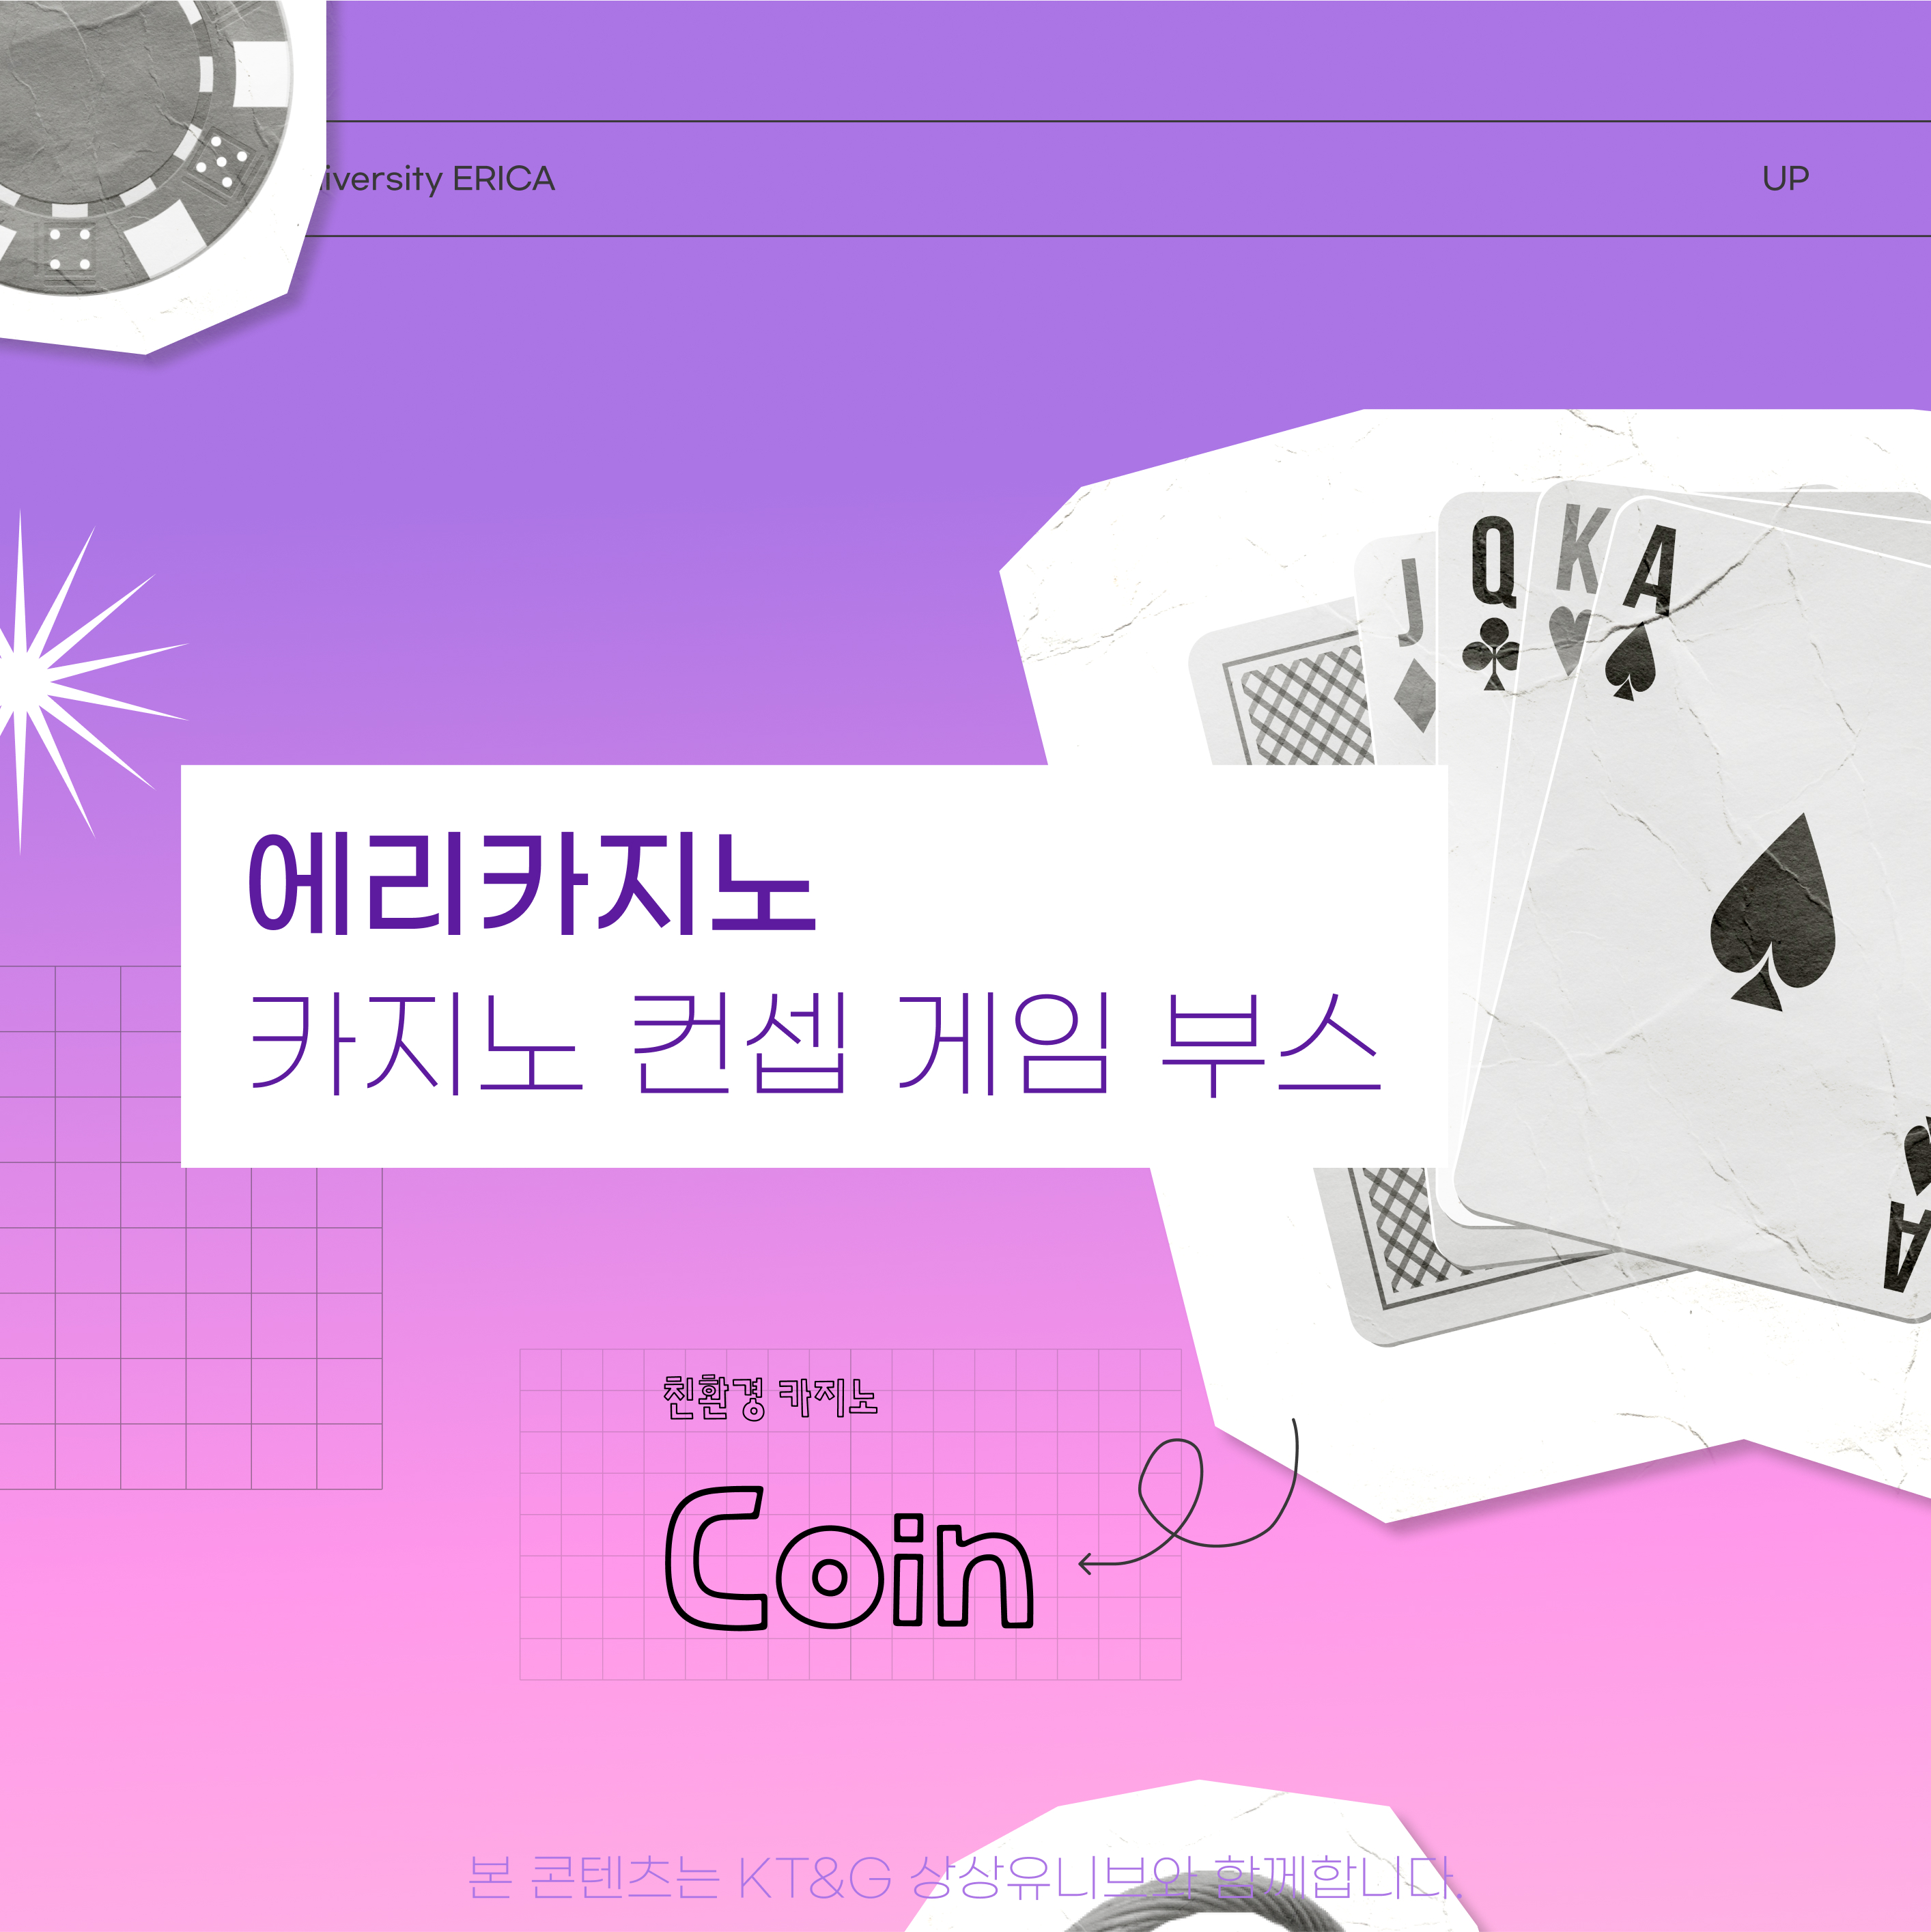 iversity ERICA
UP
J
Q
K
A
에리카지노
카지노 컨셉 게임 부스
A
친환경 카지노
Coin
본 콘텐츠는 KT&G 상상유니브와 함께합니다.